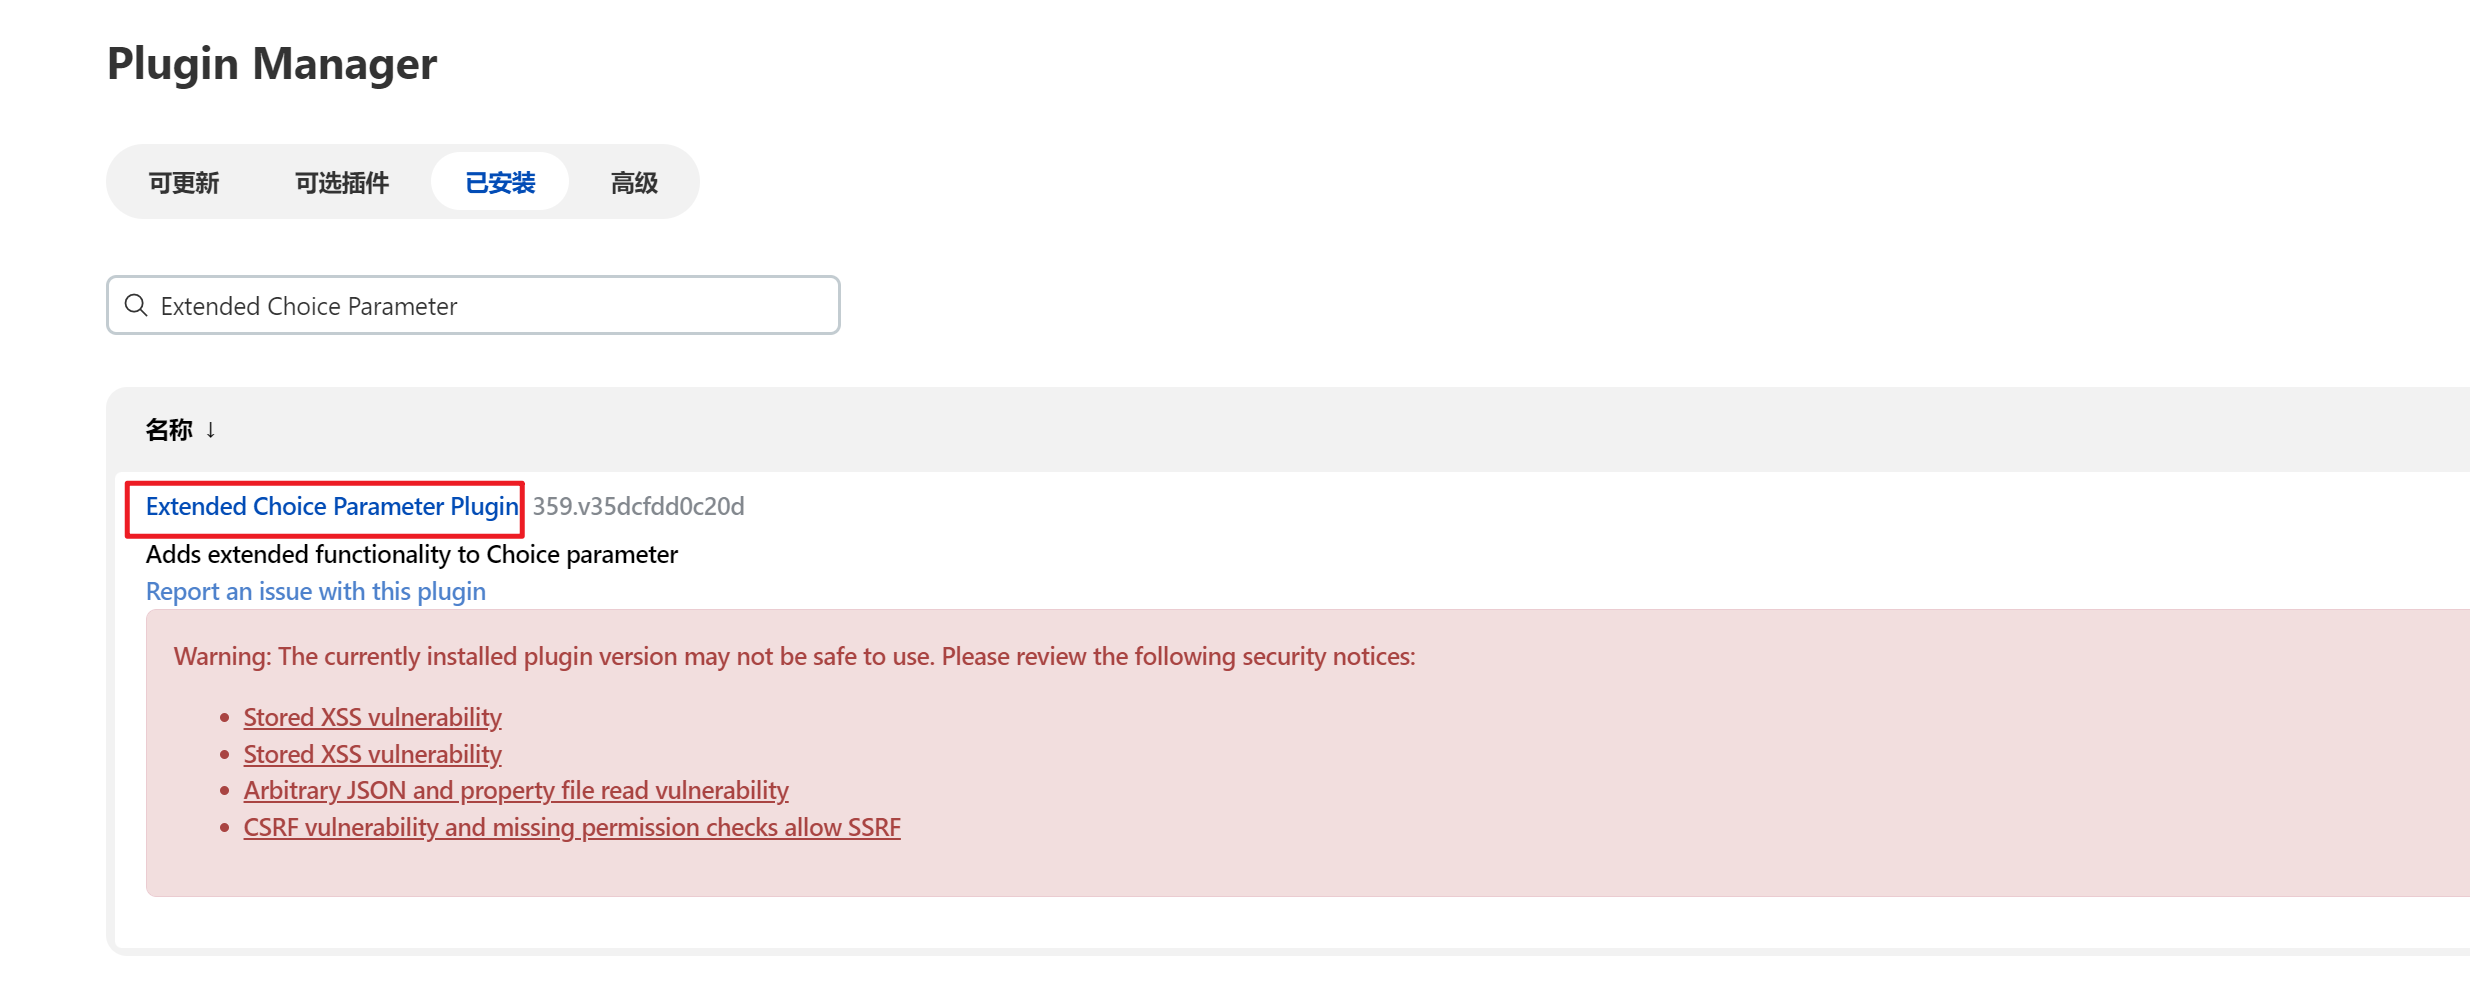 Plugin Manager
可更新 可选插件 已安装 高级
Extended Choice Parameter
名称 ↓
Extended Choice Parameter Plugin 359.v35dcfdd0c20d
Adds extended functionality to Choice parameter
Report an issue with this plugin
Warning: The currently installed plugin version may not be safe to use. Please review the following security notices:
• Stored XSS vulnerability
• Stored XSS vulnerability
• Arbitrary JSON and property file read vulnerability
• CSRF vulnerability and missing permission checks allow SSRF